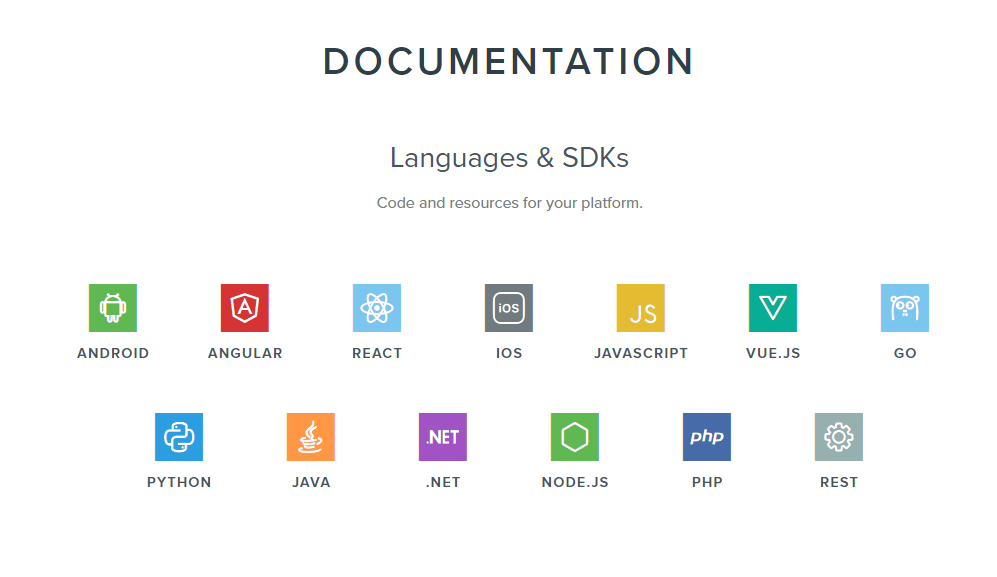 DOCUMENTATION
Languages & SDKs
Code and resources for your platform.
iOS JS
ANDROID ANGULAR REACT IOS JAVASCRIPT VUE.JS GO
.NET php
PYTHON JAVA .NET NODE.JS PHP REST